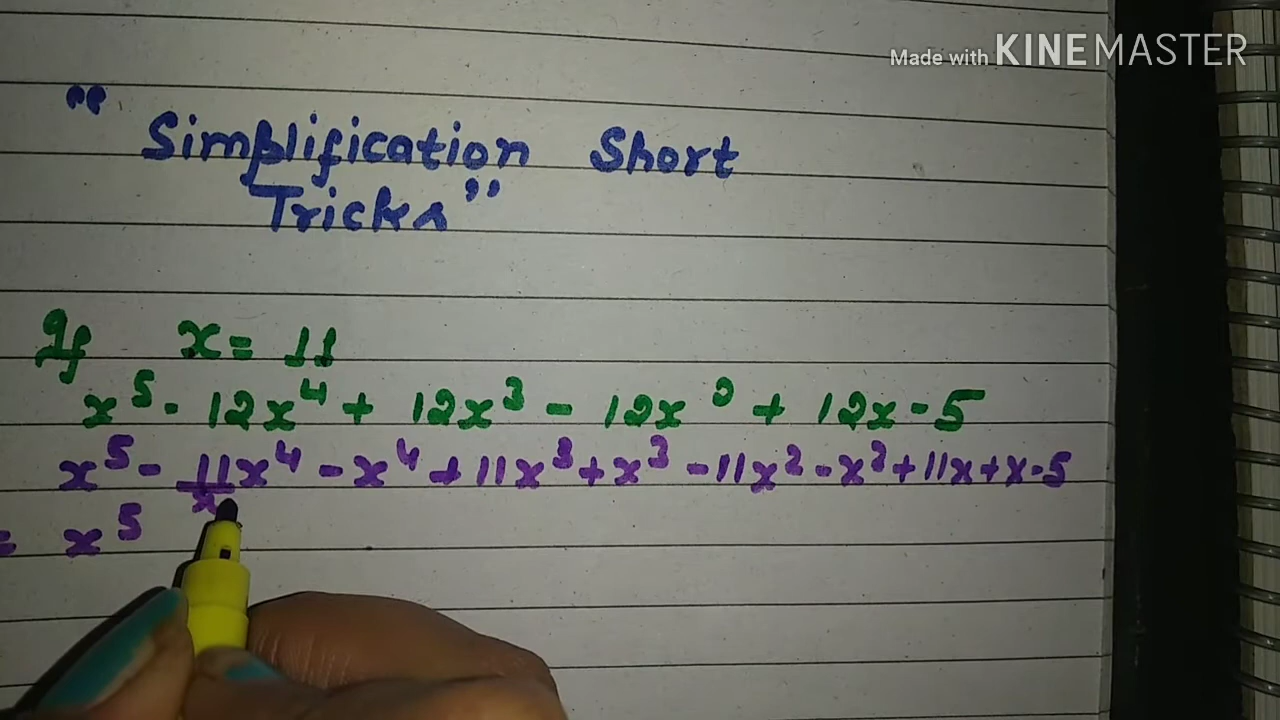 Made with KINEMASTER
"Simplification Short
Tricks"
If x = 11
x⁵ - 12x⁴ + 12x³ - 12x² + 12x - 5
x⁵ - 11x⁴ - x⁴ + 11x³ + x³ - 11x² - x² + 11x + x - 5
x
= x⁵